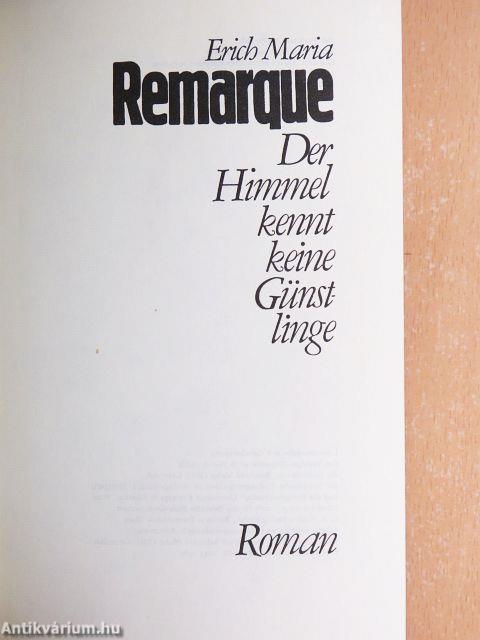 Erich Maria
Remarque
Der
Himmel
kennt
keine
Günst-
linge
Roman
Antikvárium.hu